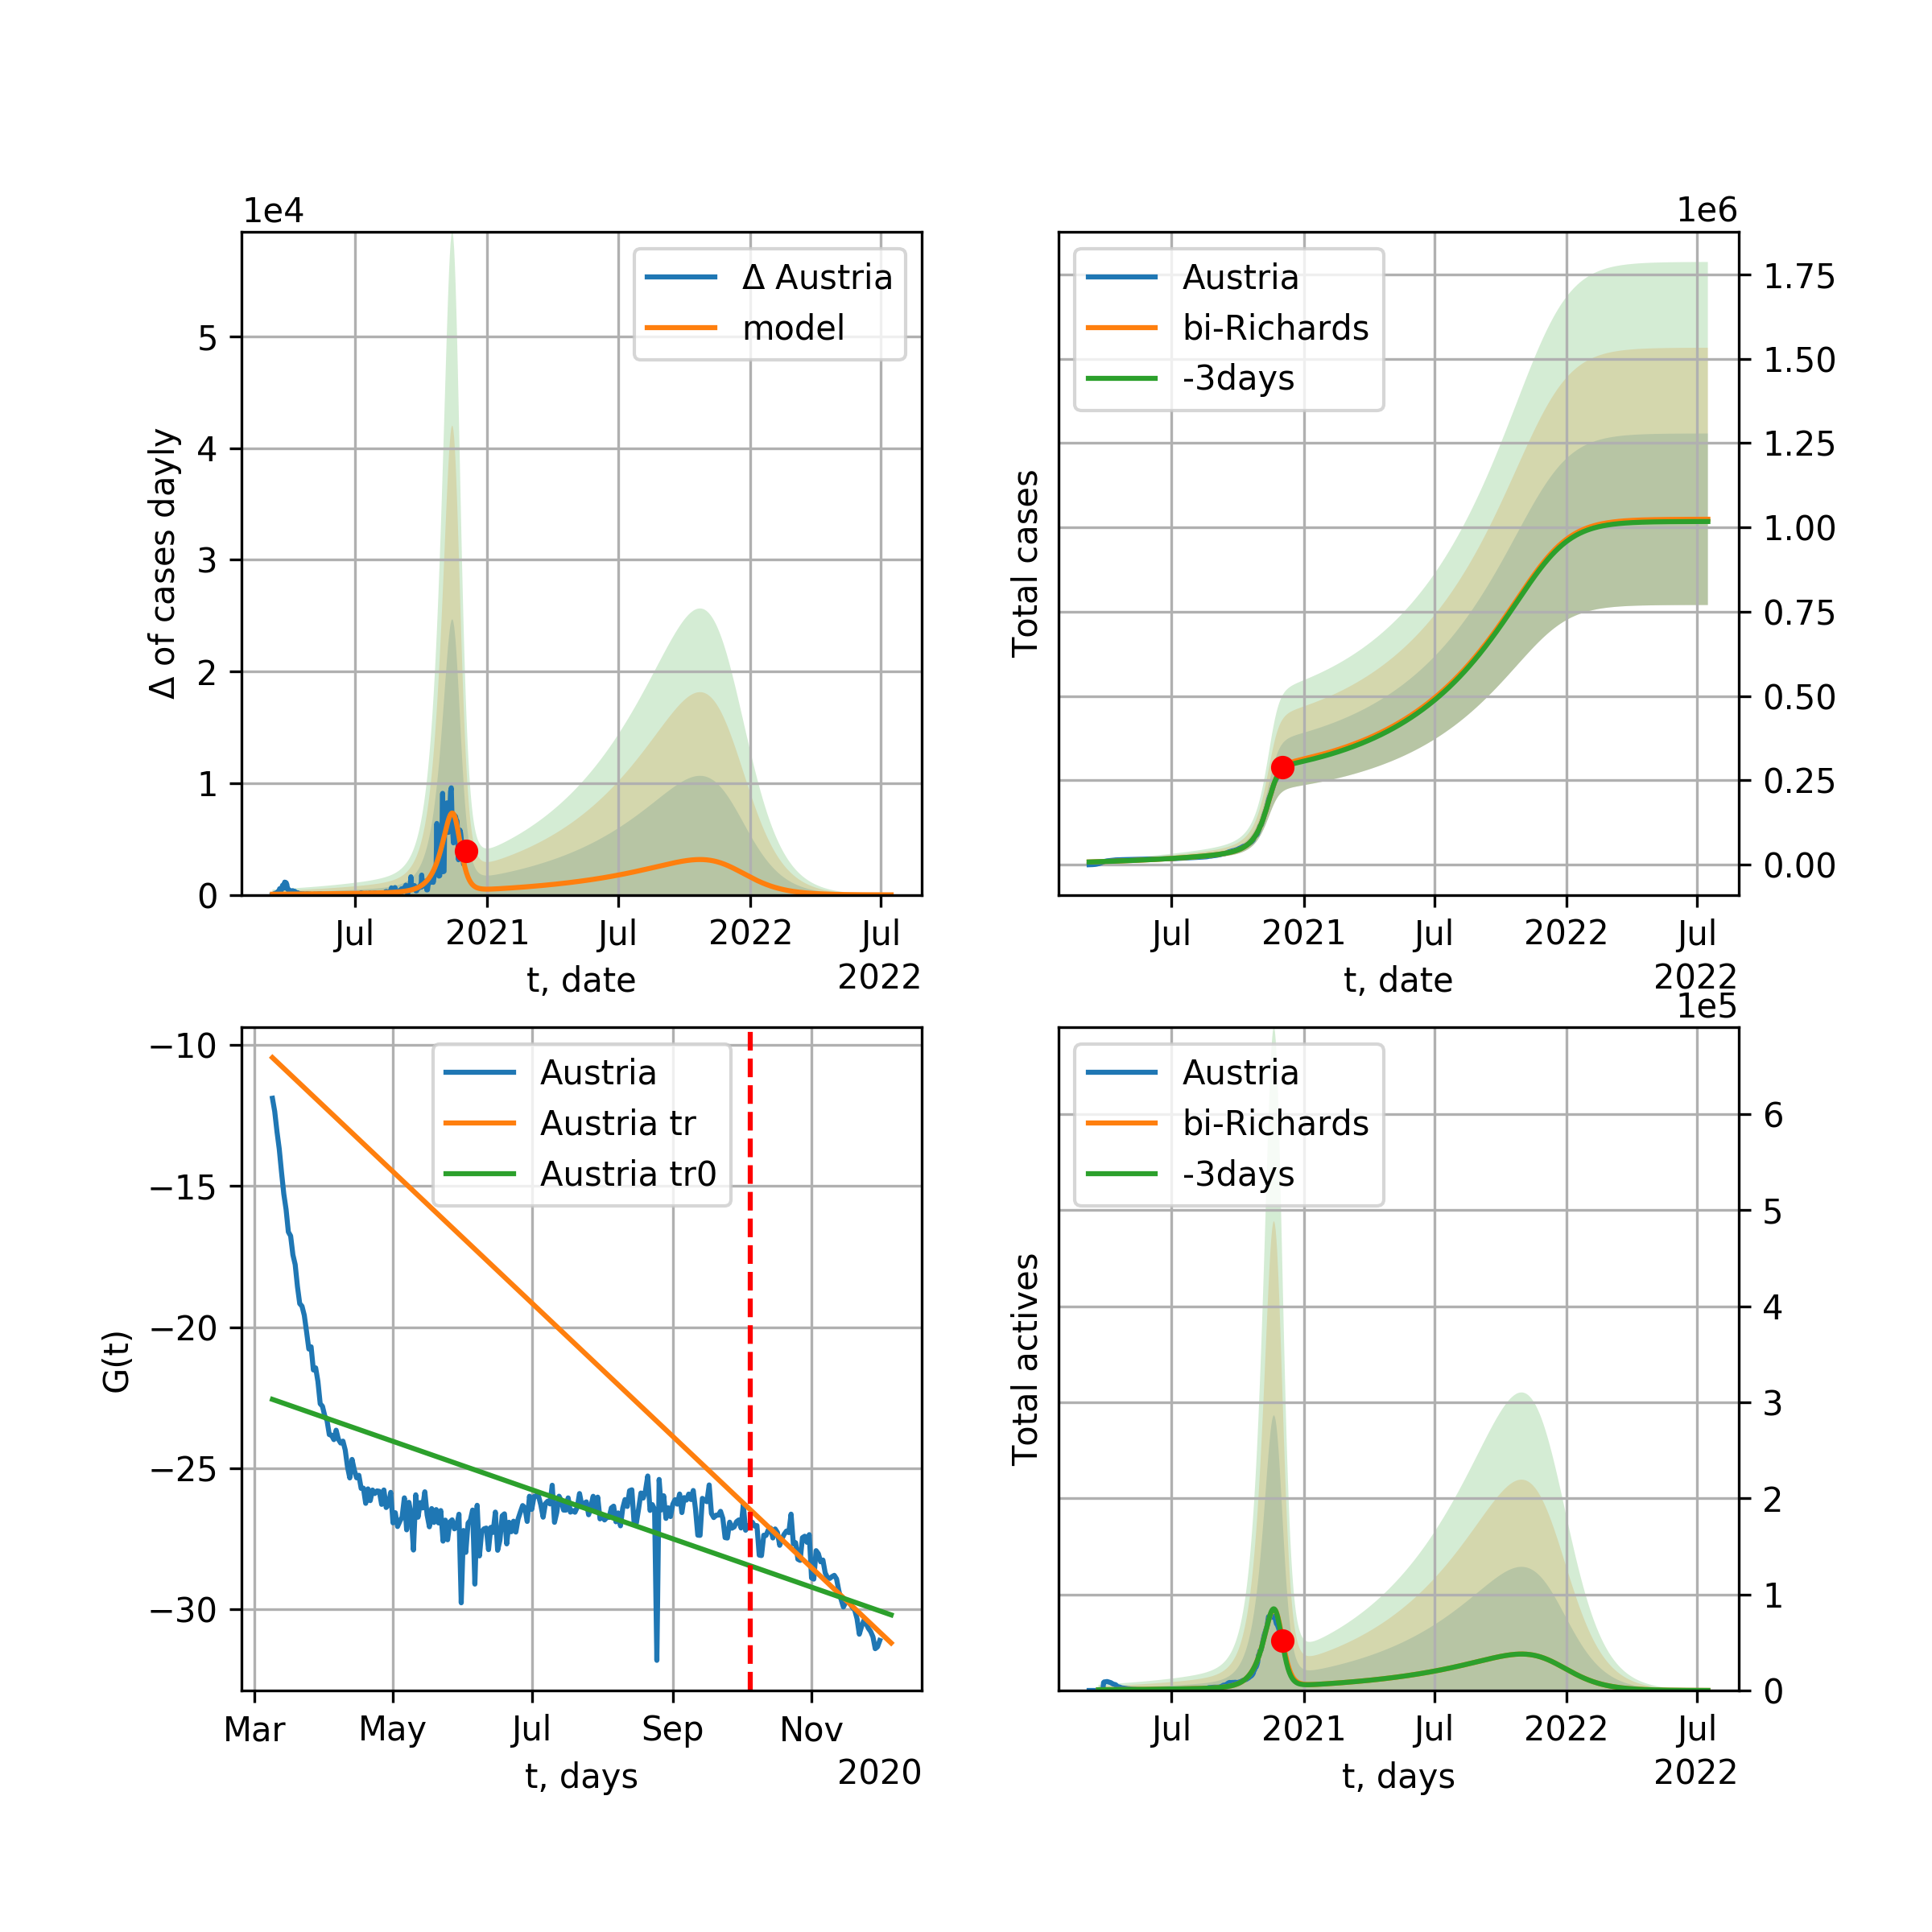 1e4
Δ of cases dayly
5
4
3
2
1
0
Δ Austria
model
Jul
2021
Jul
2022
Jul
t, date
2022
1e6
Total cases
Austria
bi-Richards
-3days
1.75
1.50
1.25
1.00
0.75
0.50
0.25
0.00
Jul
2021
Jul
2022
Jul
t, date
2022
G(t)
−10
−15
−20
−25
−30
Austria
Austria tr
Austria tr0
Mar
May
Jul
Sep
Nov
t, days
2020
1e5
Total actives
Austria
bi-Richards
-3days
6
5
4
3
2
1
0
Jul
2021
Jul
2022
Jul
t, days
2022